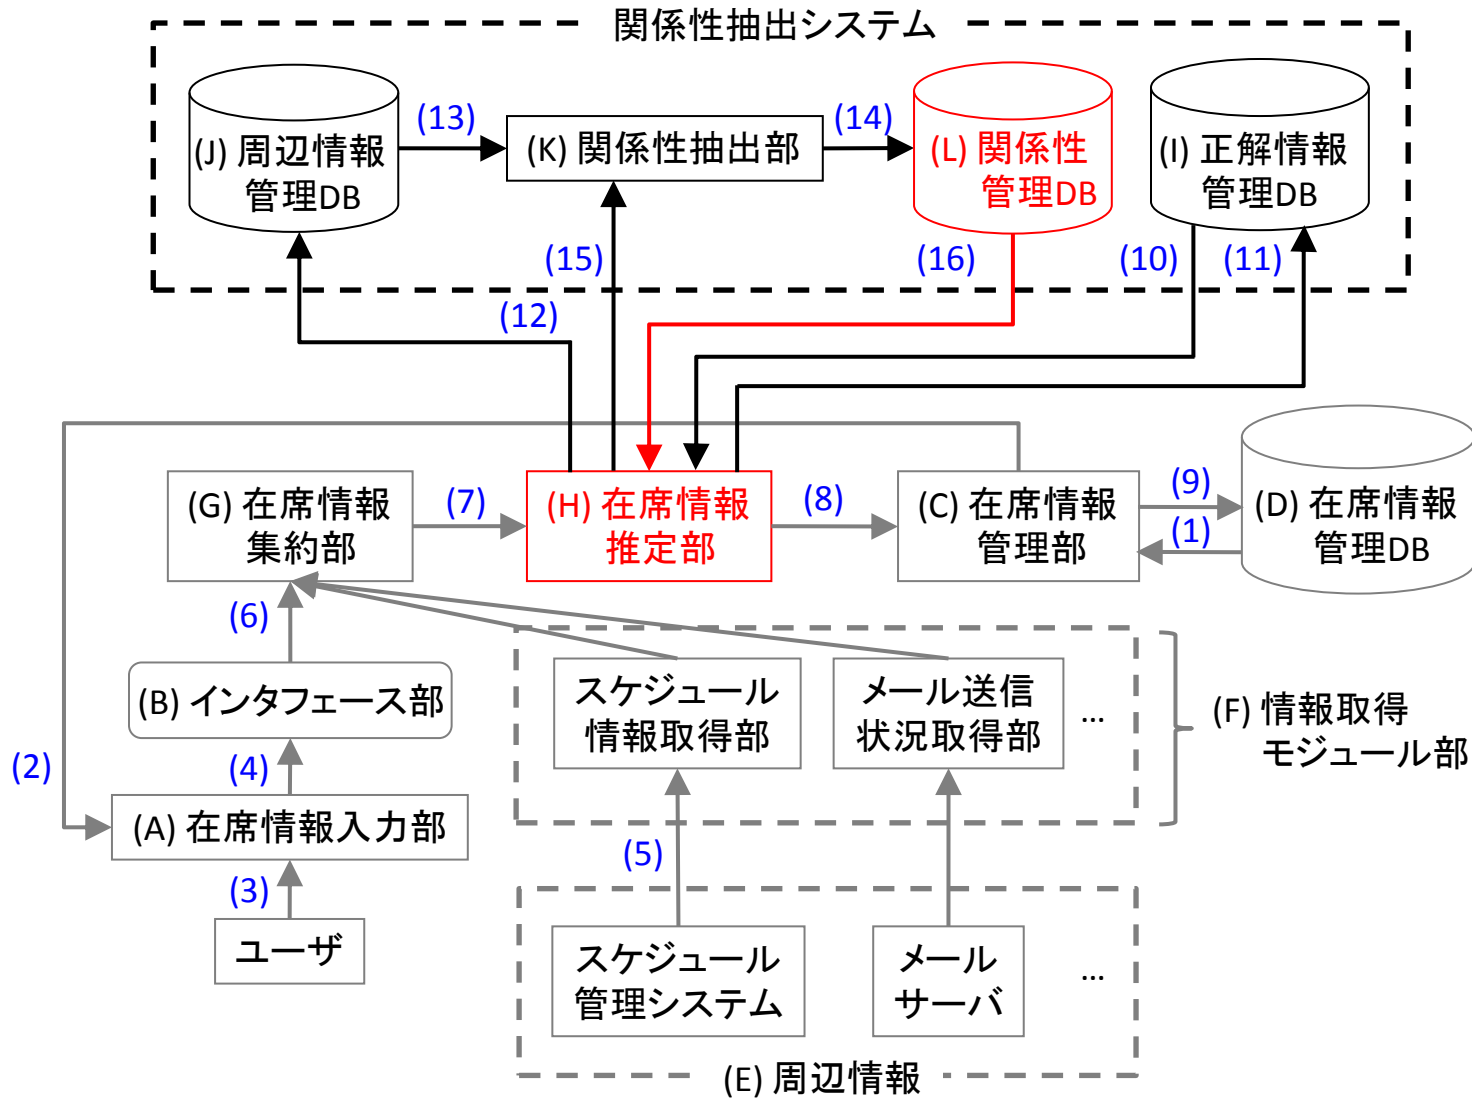 関係性抽出システム
(J) 周辺情報
管理DB
(13)
(K) 関係性抽出部
(14)
(L) 関係性
管理DB
(I) 正解情報
管理DB
(12)
(15)
(16)
(10)
(11)
(G) 在席情報
集約部
(7)
(H) 在席情報
推定部
(8)
(C) 在席情報
管理部
(9)
(1)
(D) 在席情報
管理DB
(6)
(B) インタフェース部
スケジュール
情報取得部
メール送信
状況取得部
...
(F) 情報取得
モジュール部
(2)
(4)
(A) 在席情報入力部
(5)
(3)
ユーザ
スケジュール
管理システム
メール
サーバ
...
(E) 周辺情報